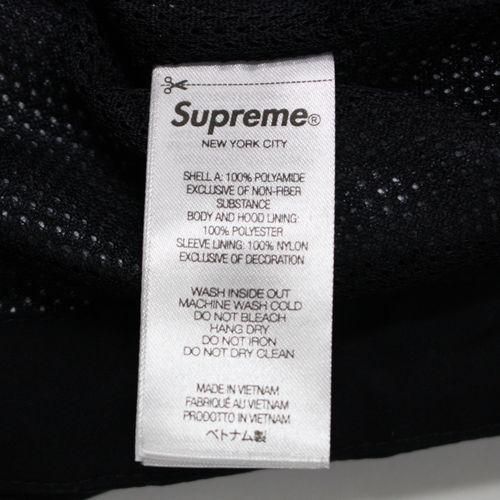 Supreme®
NEW YORK CITY
SHELL A: 100% POLYAMIDE
EXCLUSIVE OF NON-FIBER
SUBSTANCE
BODY AND HOOD LINING:
100% POLYESTER
SLEEVE LINING: 100% NYLON
EXCLUSIVE OF DECORATION
WASH INSIDE OUT
MACHINE WASH COLD
DO NOT BLEACH
HANG DRY
DO NOT IRON
DO NOT DRY CLEAN
MADE IN VIETNAM
FABRIQUÉ AU VIETNAM
PRODOTTO IN VIETNAM
ベトナム製